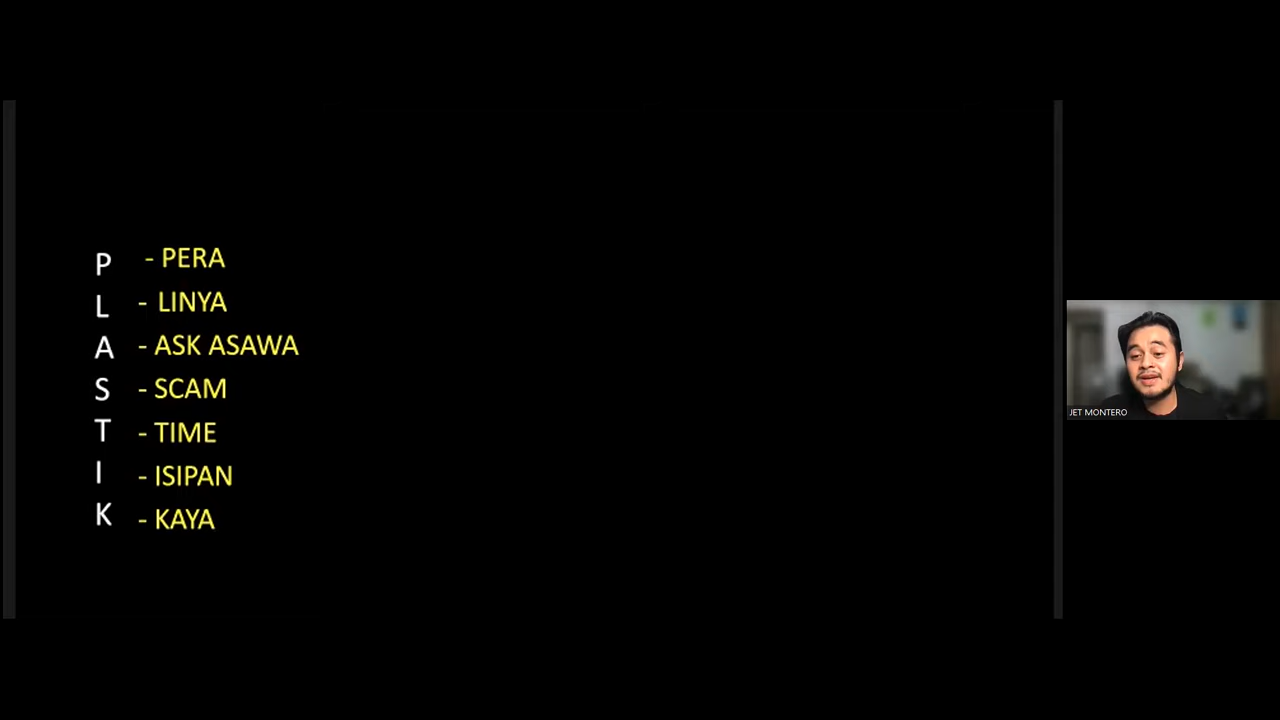 P - PERA
L - LINYA
A - ASK ASAWA
S - SCAM
T - TIME
I - ISIPAN
K - KAYA
JET MONTERO